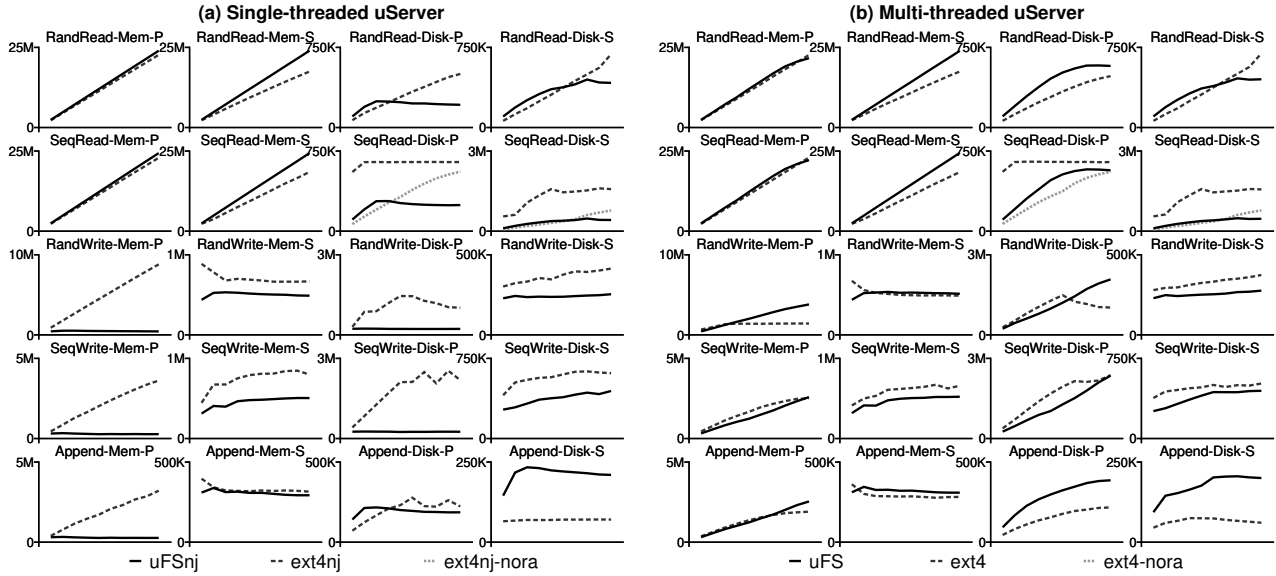 (a) Single-threaded uServer
RandRead-Mem-P
RandRead-Mem-S
RandRead-Disk-P
RandRead-Disk-S
25M
25M
750K
750K
0
0
0
0
SeqRead-Mem-P
SeqRead-Mem-S
SeqRead-Disk-P
SeqRead-Disk-S
25M
25M
750K
3M
0
0
0
0
RandWrite-Mem-P
RandWrite-Mem-S
RandWrite-Disk-P
RandWrite-Disk-S
10M
1M
3M
500K
0
0
0
0
SeqWrite-Mem-P
SeqWrite-Mem-S
SeqWrite-Disk-P
SeqWrite-Disk-S
5M
1M
3M
750K
0
0
0
0
Append-Mem-P
Append-Mem-S
Append-Disk-P
Append-Disk-S
5M
500K
500K
250K
0
0
0
0
uFSnj
ext4nj
ext4nj-nora
(b) Multi-threaded uServer
RandRead-Mem-P
RandRead-Mem-S
RandRead-Disk-P
RandRead-Disk-S
25M
25M
750K
750K
0
0
0
0
SeqRead-Mem-P
SeqRead-Mem-S
SeqRead-Disk-P
SeqRead-Disk-S
25M
25M
750K
3M
0
0
0
0
RandWrite-Mem-P
RandWrite-Mem-S
RandWrite-Disk-P
RandWrite-Disk-S
10M
1M
3M
500K
0
0
0
0
SeqWrite-Mem-P
SeqWrite-Mem-S
SeqWrite-Disk-P
SeqWrite-Disk-S
5M
1M
3M
750K
0
0
0
0
Append-Mem-P
Append-Mem-S
Append-Disk-P
Append-Disk-S
5M
500K
500K
250K
0
0
0
0
uFS
ext4
ext4-nora